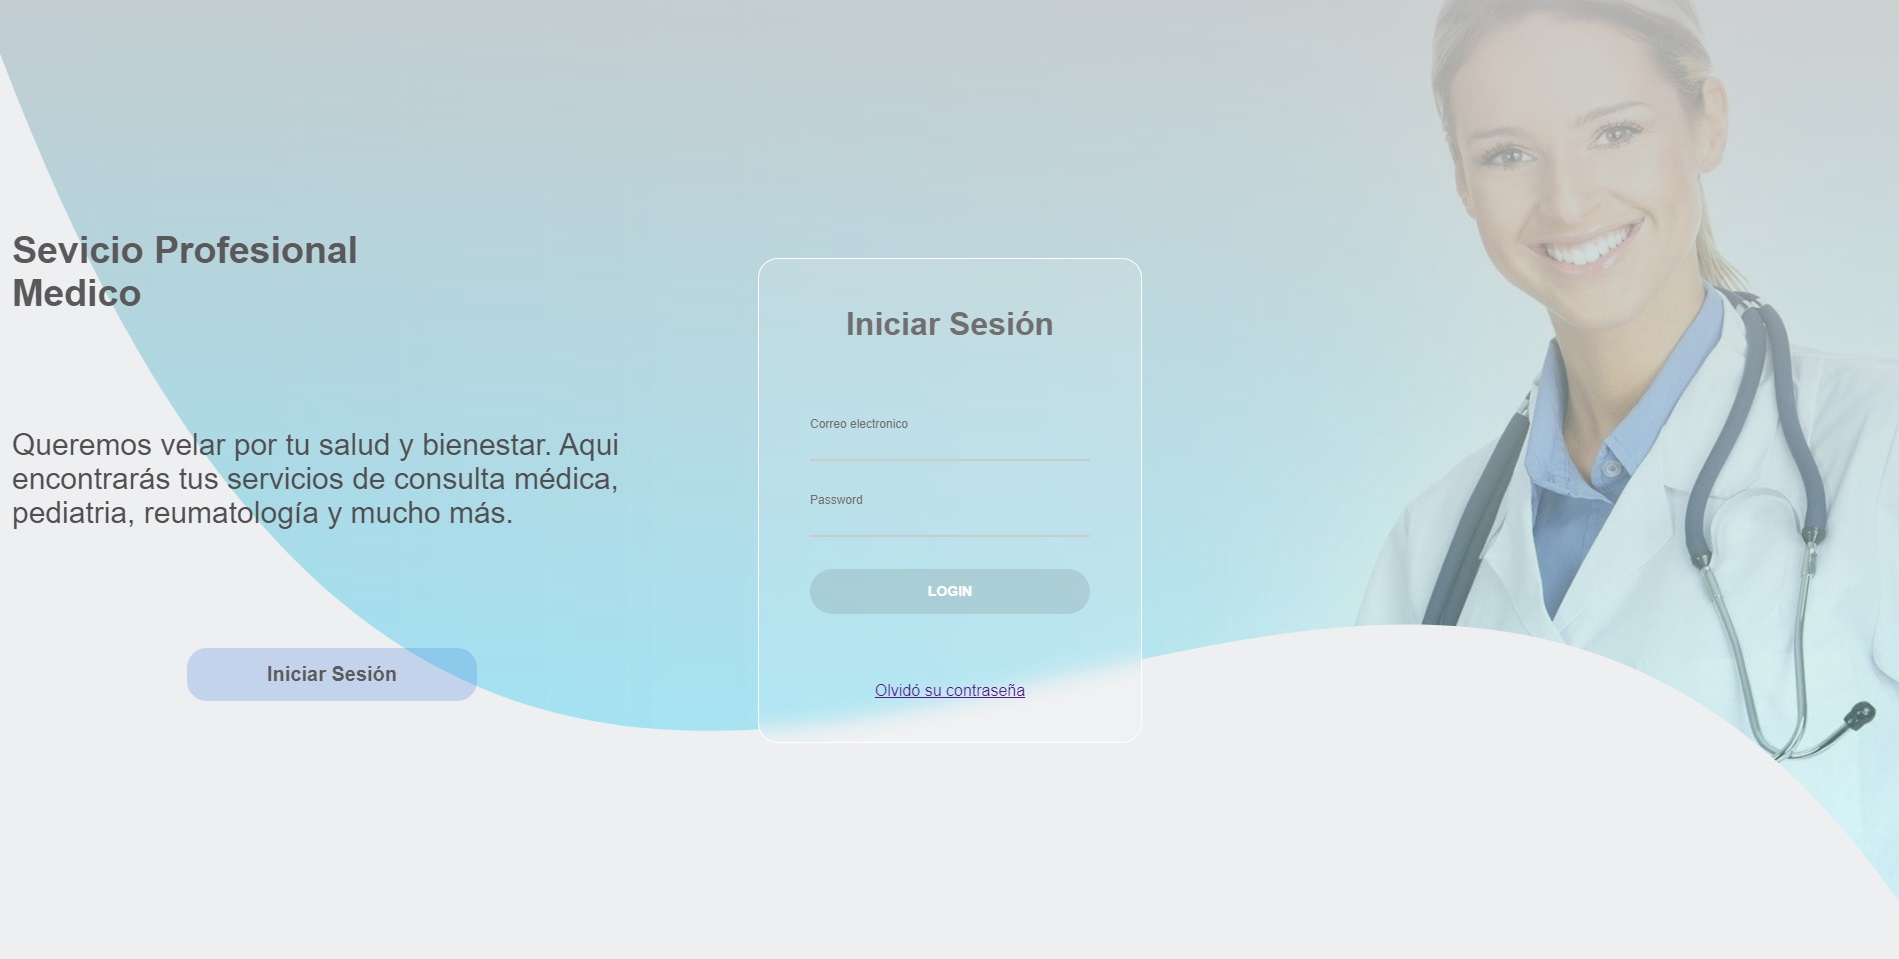 Sevicio Profesional
Medico
Queremos velar por tu salud y bienestar. Aqui
encontrarás tus servicios de consulta médica,
pediatria, reumatología y mucho más.
Iniciar Sesión
Iniciar Sesión
Correo electronico
Password
LOGIN
Olvidó su contraseña